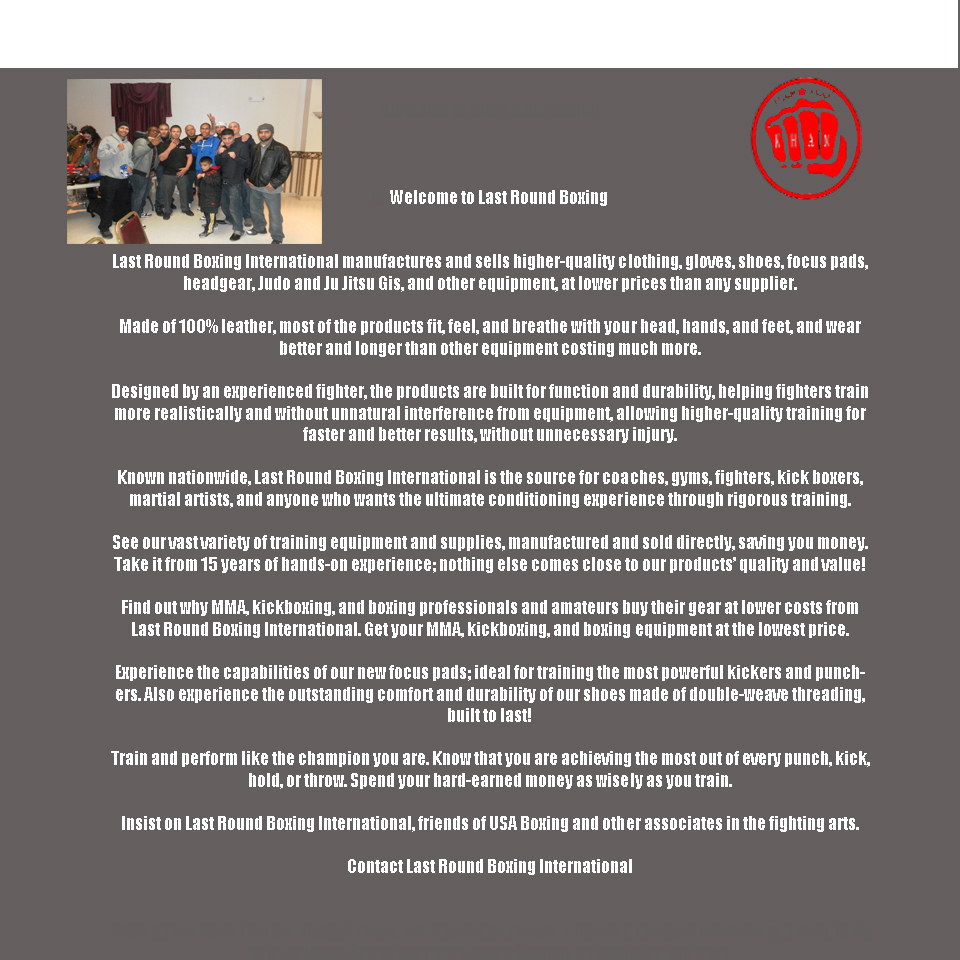 KHAN
Welcome to Last Round Boxing
Last Round Boxing International manufactures and sells higher-quality clothing, gloves, shoes, focus pads,
headgear, Judo and Ju Jitsu Gis, and other equipment, at lower prices than any supplier.
Made of 100% leather, most of the products fit, feel, and breathe with your head, hands, and feet, and wear
better and longer than other equipment costing much more.
Designed by an experienced fighter, the products are built for function and durability, helping fighters train
more realistically and without unnatural interference from equipment, allowing higher-quality training for
faster and better results, without unnecessary injury.
Known nationwide, Last Round Boxing International is the source for coaches, gyms, fighters, kick boxers,
martial artists, and anyone who wants the ultimate conditioning experience through rigorous training.
See our vast variety of training equipment and supplies, manufactured and sold directly, saving you money.
Take it from 15 years of hands-on experience; nothing else comes close to our products' quality and value!
Find out why MMA, kickboxing, and boxing professionals and amateurs buy their gear at lower costs from
Last Round Boxing International. Get your MMA, kickboxing, and boxing equipment at the lowest price.
Experience the capabilities of our new focus pads; ideal for training the most powerful kickers and punch-
ers. Also experience the outstanding comfort and durability of our shoes made of double-weave threading,
built to last!
Train and perform like the champion you are. Know that you are achieving the most out of every punch, kick,
hold, or throw. Spend your hard-earned money as wisely as you train.
Insist on Last Round Boxing International, friends of USA Boxing and other associates in the fighting arts.
Contact Last Round Boxing International